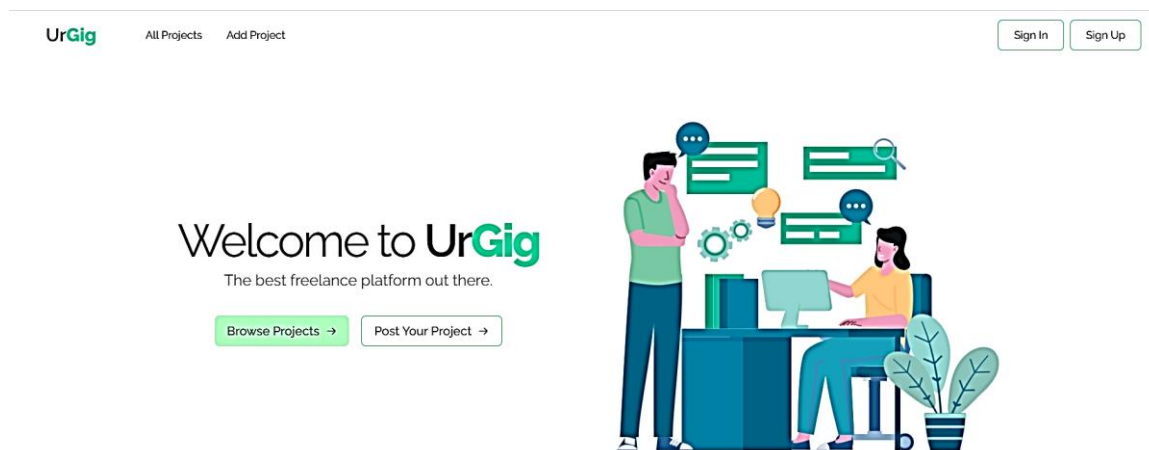 UrGig
All Projects
Add Project
Sign In
Sign Up
Welcome to UrGig
The best freelance platform out there.
Browse Projects →
Post Your Project →